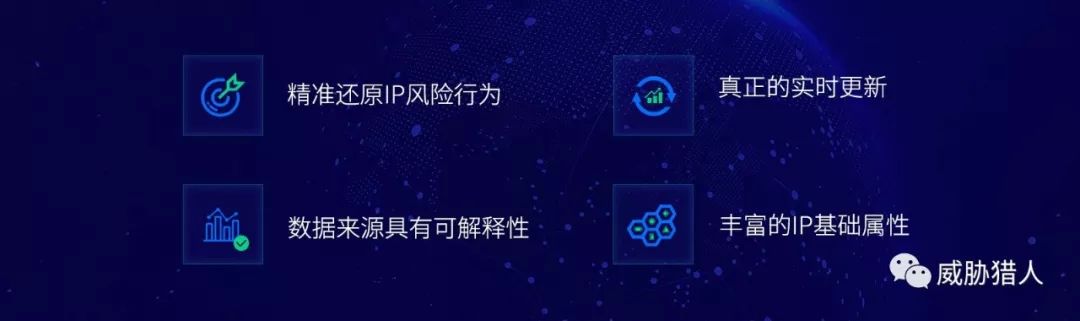 精准还原IP风险行为
真正的实时更新
数据来源具有可解释性
丰富的IP基础属性
威胁猎人